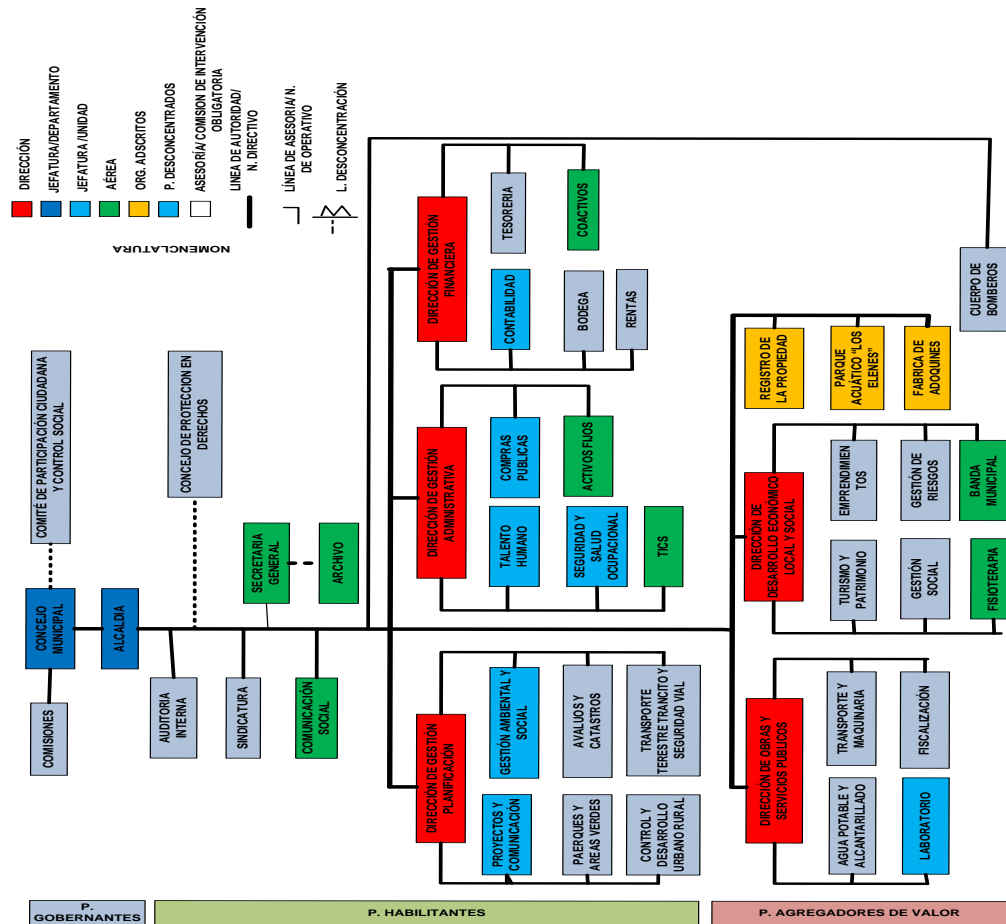 COMITÉ DE PARTICIPACIÓN CIUDADANA
Y CONTROL SOCIAL
CONCEJO DE PROTECCION EN
DERECHOS
COMISIONES
CONCEJO
MUNICIPAL
ALCALDIA
AUDITORIA
INTERNA
SINDICATURA
COMUNICACIÓN
SOCIAL
SECRETARIA
GENERAL
ARCHIVO
NOMENCLATURA
DIRECCIÓN
JEFATURA/DEPARTAMENTO
JEFATURA /UNIDAD
AÉREA
ORG. ADSCRITOS
P. DESCONCENTRADOS
ASESORÍA/ COMISION DE INTERVENCIÓN
OBLIGATORIA
LINEA DE AUTORIDAD/
N. DIRECTIVO
LÍNEA DE ASESORIA/N.
DE OPERATIVO
L. DESCONCENTRACIÓN
DIRECCIÓN DE GESTIÓN
PLANIFICACIÓN
PROYECTOS Y
COMUNICACIÓN
GESTIÓN AMBIENTAL Y
SOCIAL
PAERQUES Y
AREAS VERDES
AVALUOS Y
CATASTROS
CONTROL Y
DESARROLLO
URBANO RURAL
TRANSPORTE
TERESTRE TRANCITO Y
SEGURIDAD VIAL
DIRECCIÓN DE GESTIÓN
ADMINISTRATIVA
TALENTO
HUMANO
COMPRAS
PUBLICAS
SEGURIDAD Y
SALUD
OCUPACIONAL
ACTIVOS FIJOS
TICS
DIRECCIÓN DE GESTIÓN
FINANCIERA
CONTABILIDAD
TESORERIA
BODEGA
COACTIVOS
RENTAS
DIRECCIÓN DE OBRAS Y
SERVICIOS PUBLICOS
AGUA POTABLE Y
ALCANTARILLADO
TRANSPORTE Y
MAQUINARIA
LABORATORIO
FISCALIZACIÓN
DIRECCIÓN DE
DESARROLLO ECONÓMICO
LOCAL Y SOCIAL
TURISMO Y
PATRIMONIO
EMPRENDIMIEN
TOS
GESTIÓN
SOCIAL
GESTIÓN DE
RIESGOS
FISIOTERAPIA
BANDA
MUNICIPAL
REGISTRO DE
LA PROPIEDAD
PARQUE
ACUÁTICO "LOS
ELENES"
FABRICA DE
ADOQUINES
CUERPO DE
BOMBEROS
P.
GOBERNANTES
P. HABILITANTES
P. AGREGADORES DE VALOR